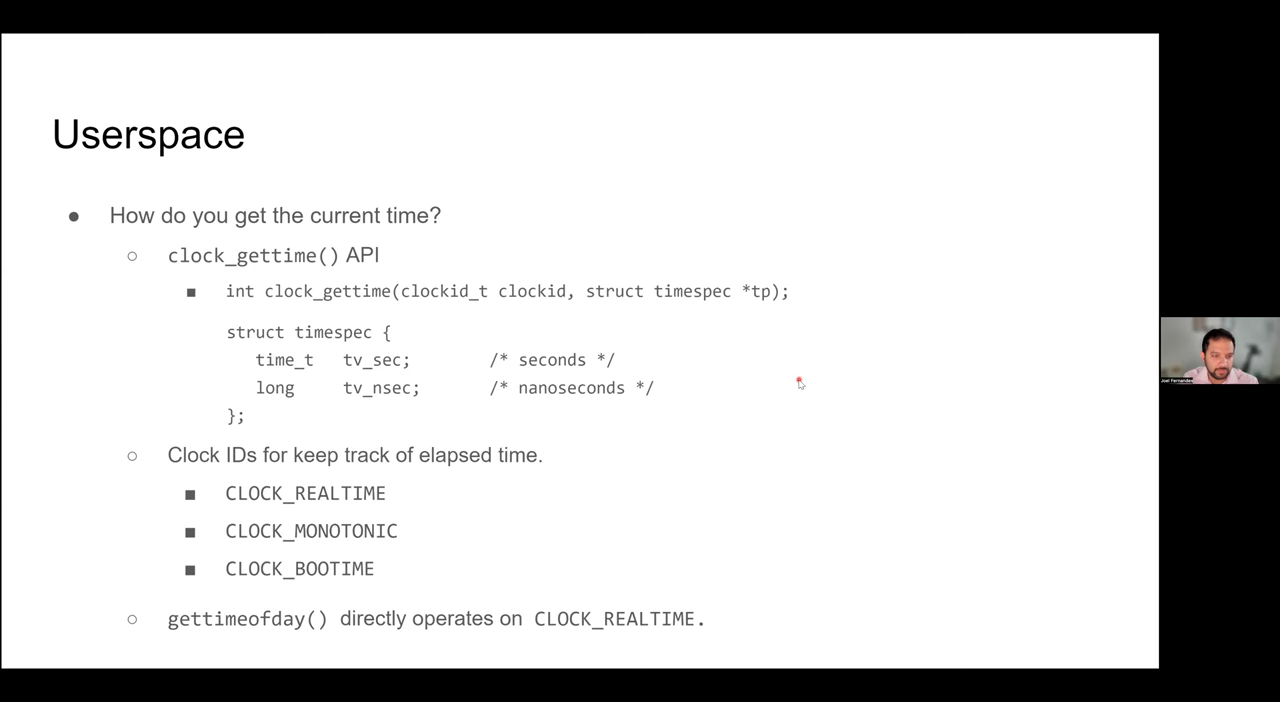 Userspace
● How do you get the current time?
○ clock_gettime() API
■ int clock_gettime(clockid_t clockid, struct timespec *tp);
struct timespec {
time_t tv_sec; /* seconds */
long tv_nsec; /* nanoseconds */
};
○ Clock IDs for keep track of elapsed time.
■ CLOCK_REALTIME
■ CLOCK_MONOTONIC
■ CLOCK_BOOTIME
○ gettimeofday() directly operates on CLOCK_REALTIME.
Joel Fernandes